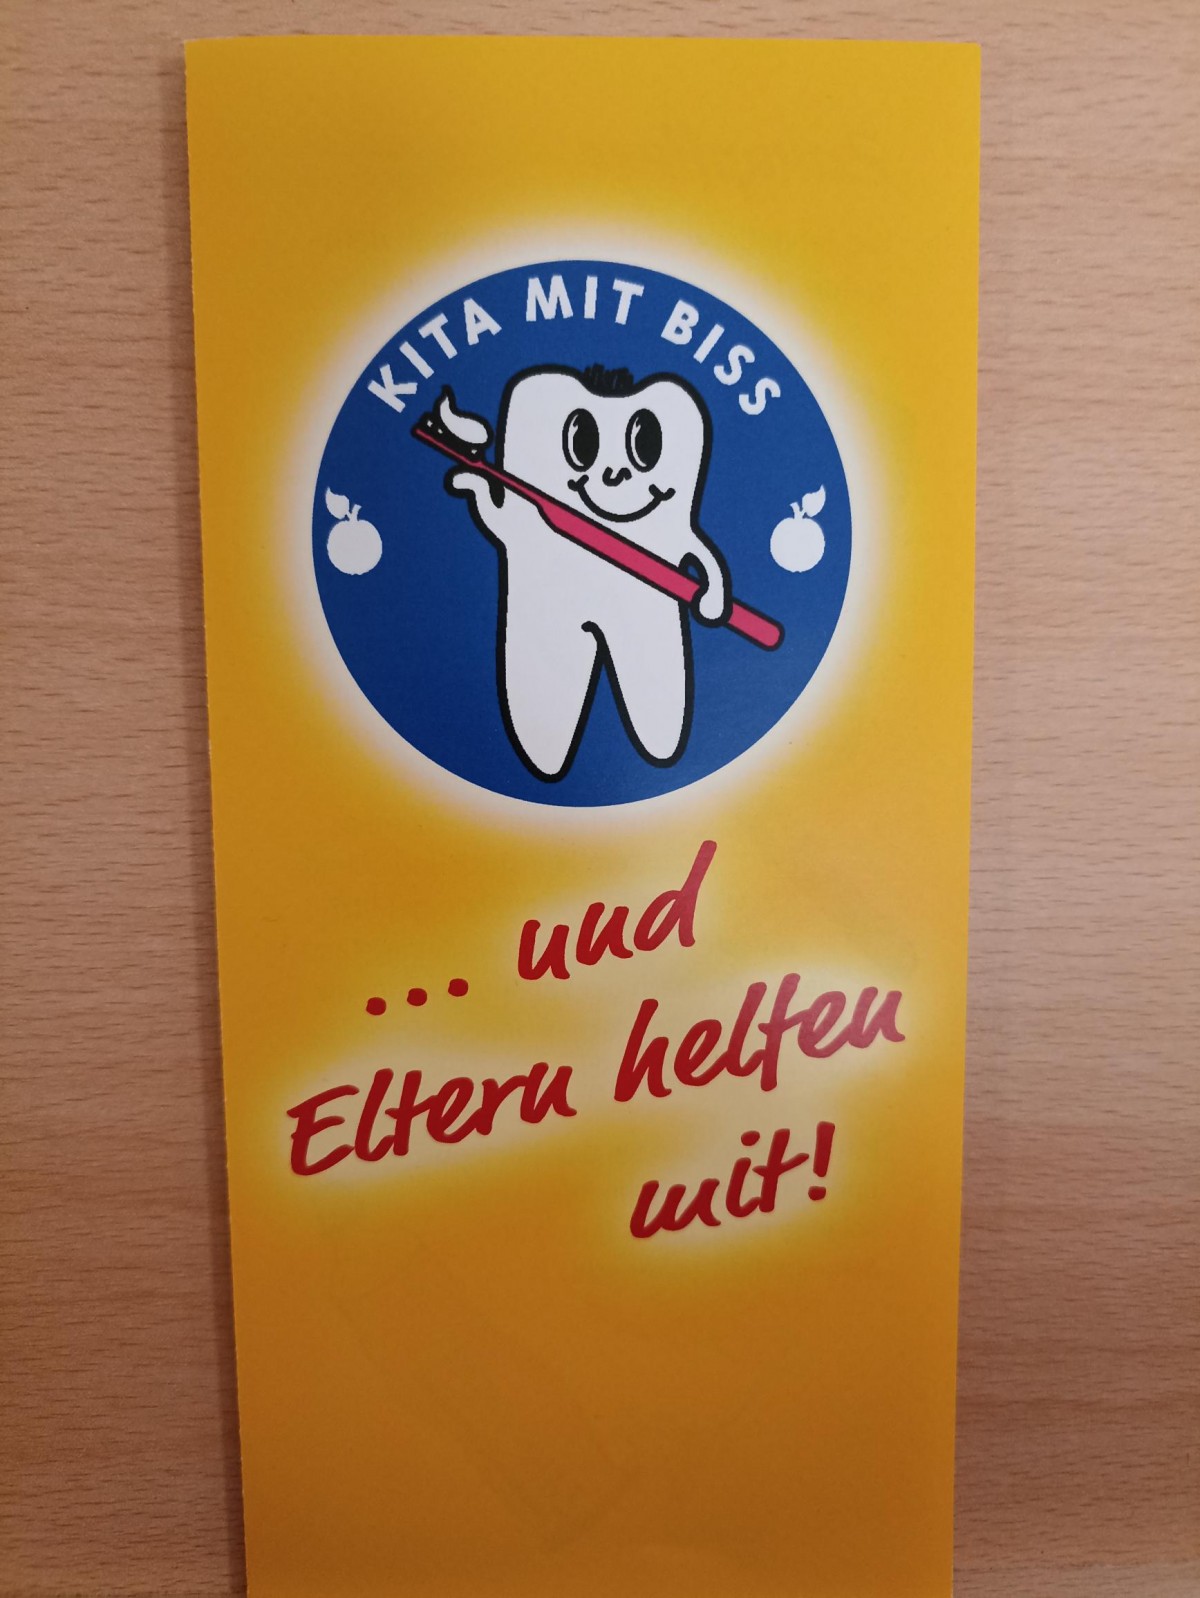 KITA MIT BISS
... und
Eltern helfen
mit!